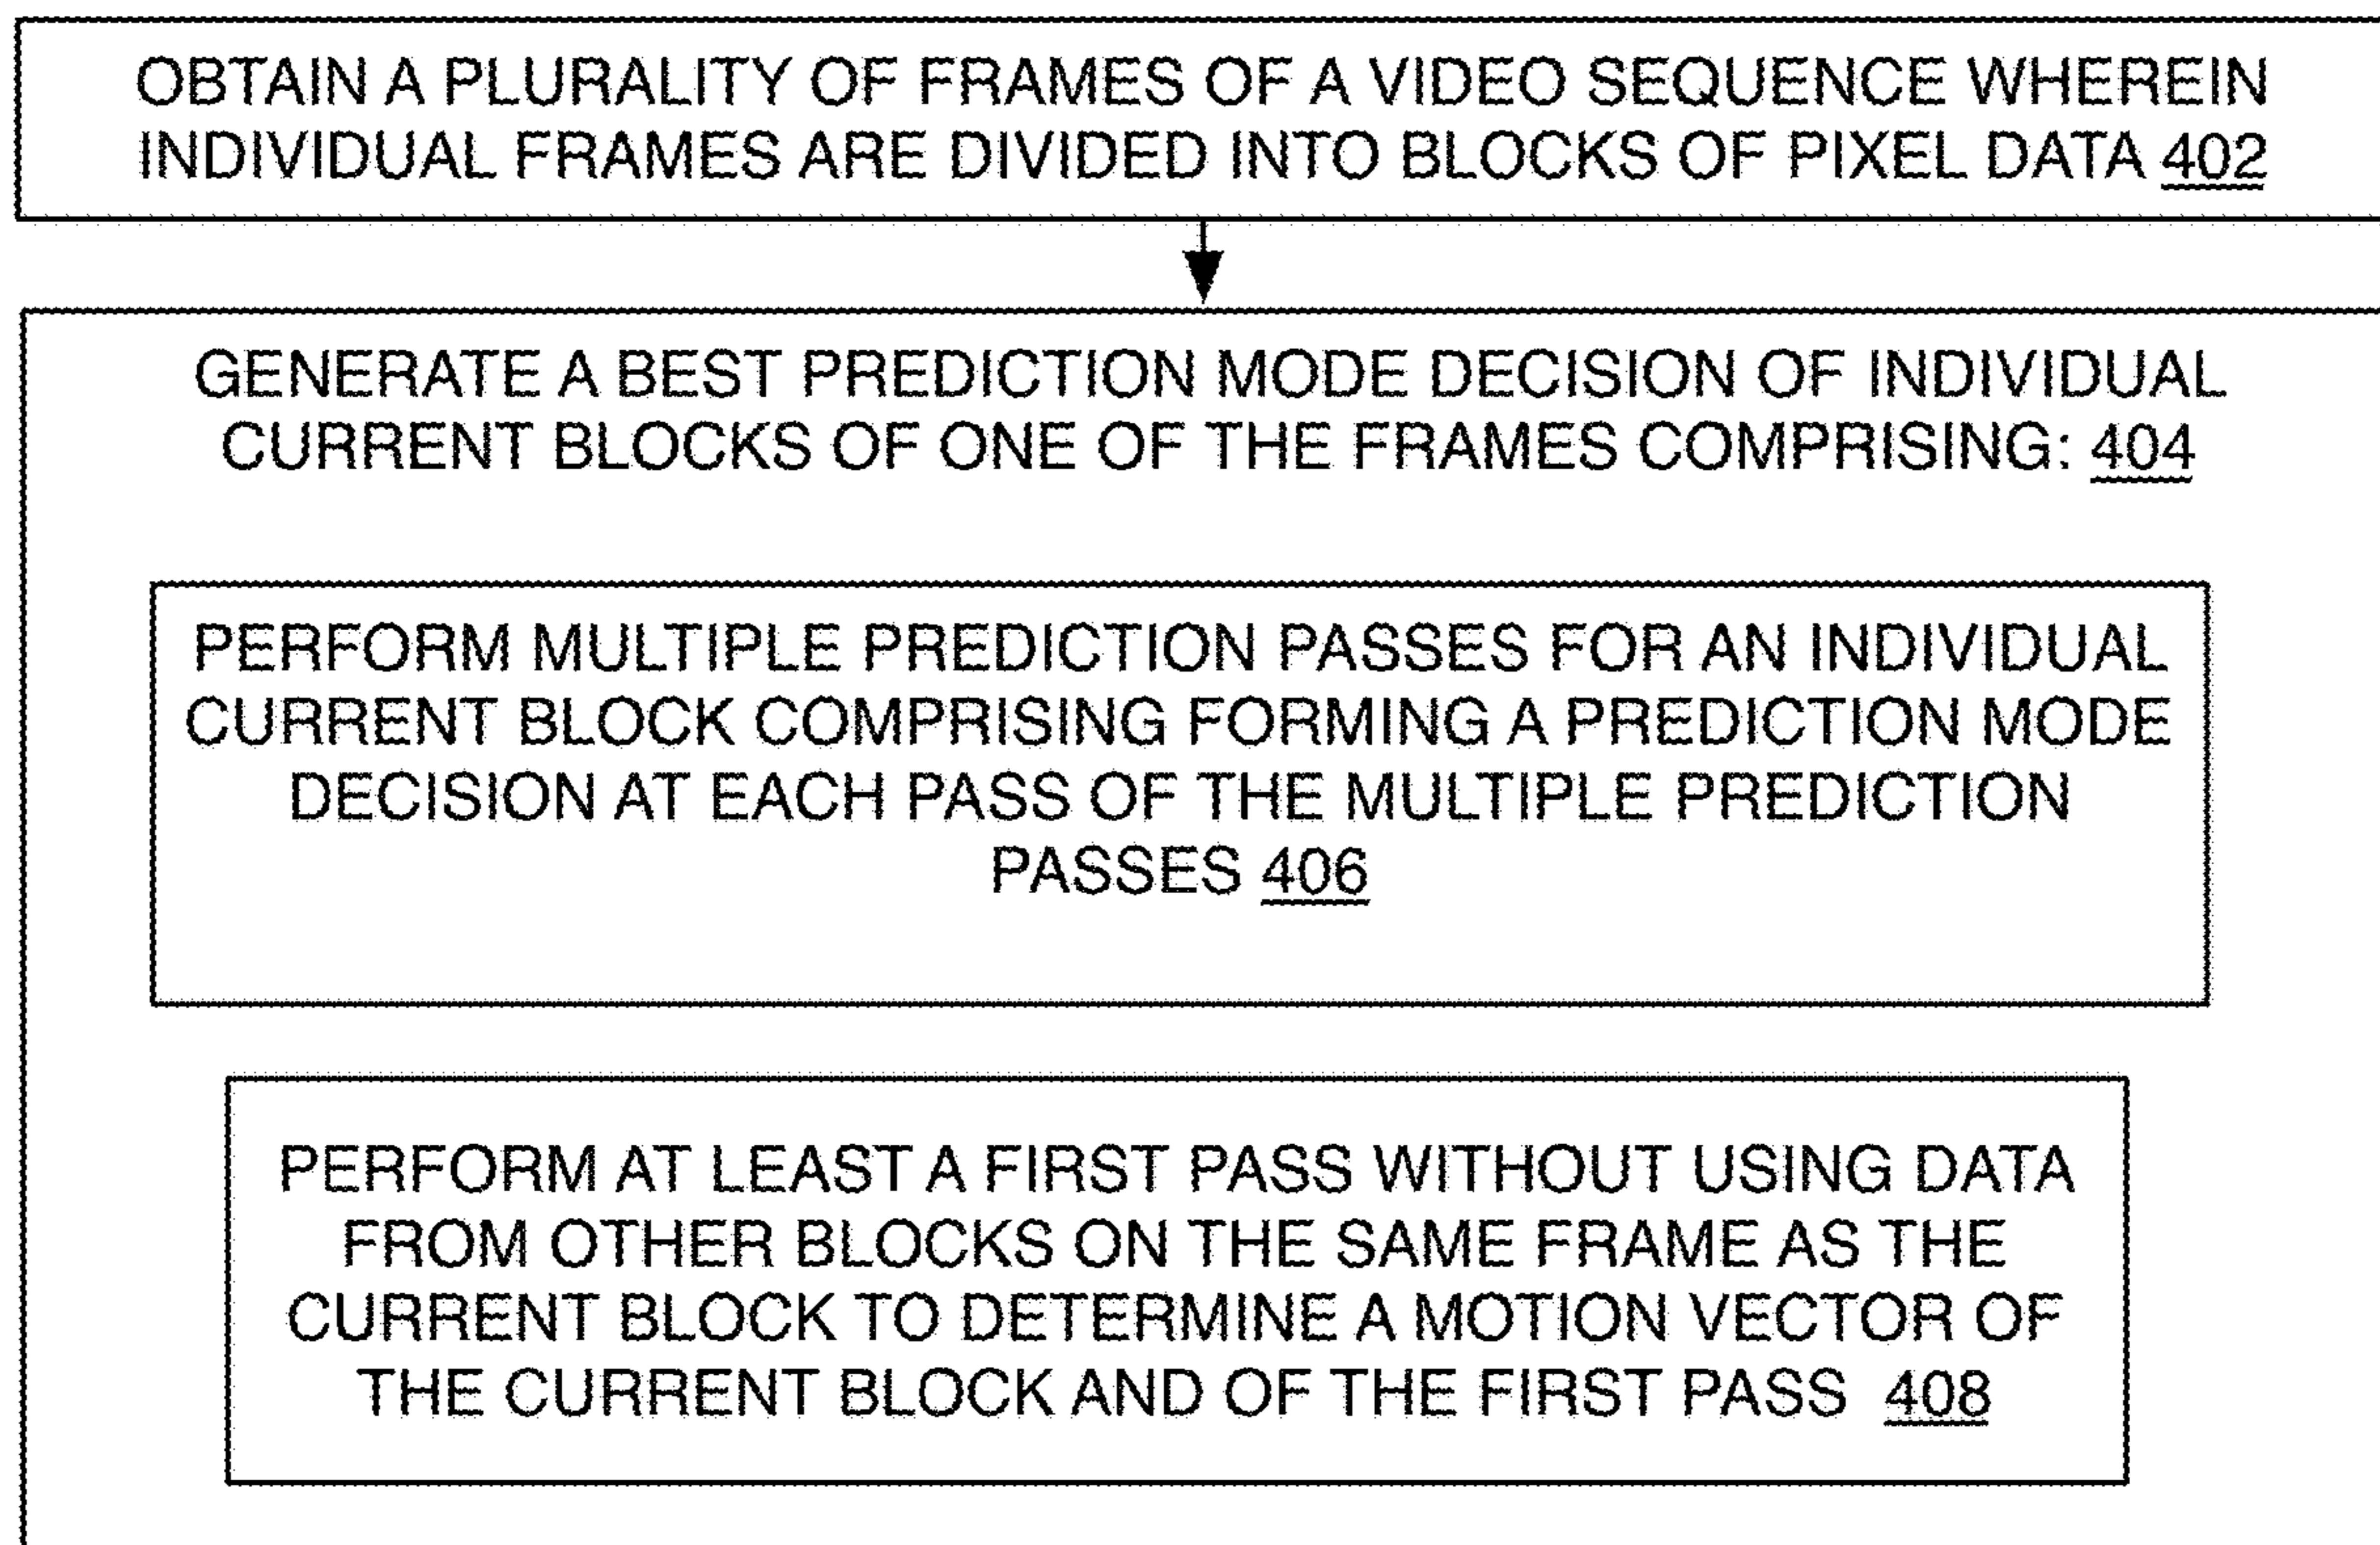 OBTAIN A PLURALITY OF FRAMES OF A VIDEO SEQUENCE WHEREIN
INDIVIDUAL FRAMES ARE DIVIDED INTO BLOCKS OF PIXEL DATA 402
GENERATE A BEST PREDICTION MODE DECISION OF INDIVIDUAL
CURRENT BLOCKS OF ONE OF THE FRAMES COMPRISING: 404
PERFORM MULTIPLE PREDICTION PASSES FOR AN INDIVIDUAL
CURRENT BLOCK COMPRISING FORMING A PREDICTION MODE
DECISION AT EACH PASS OF THE MULTIPLE PREDICTION
PASSES 406
PERFORM AT LEAST A FIRST PASS WITHOUT USING DATA
FROM OTHER BLOCKS ON THE SAME FRAME AS THE
CURRENT BLOCK TO DETERMINE A MOTION VECTOR OF
THE CURRENT BLOCK AND OF THE FIRST PASS 408